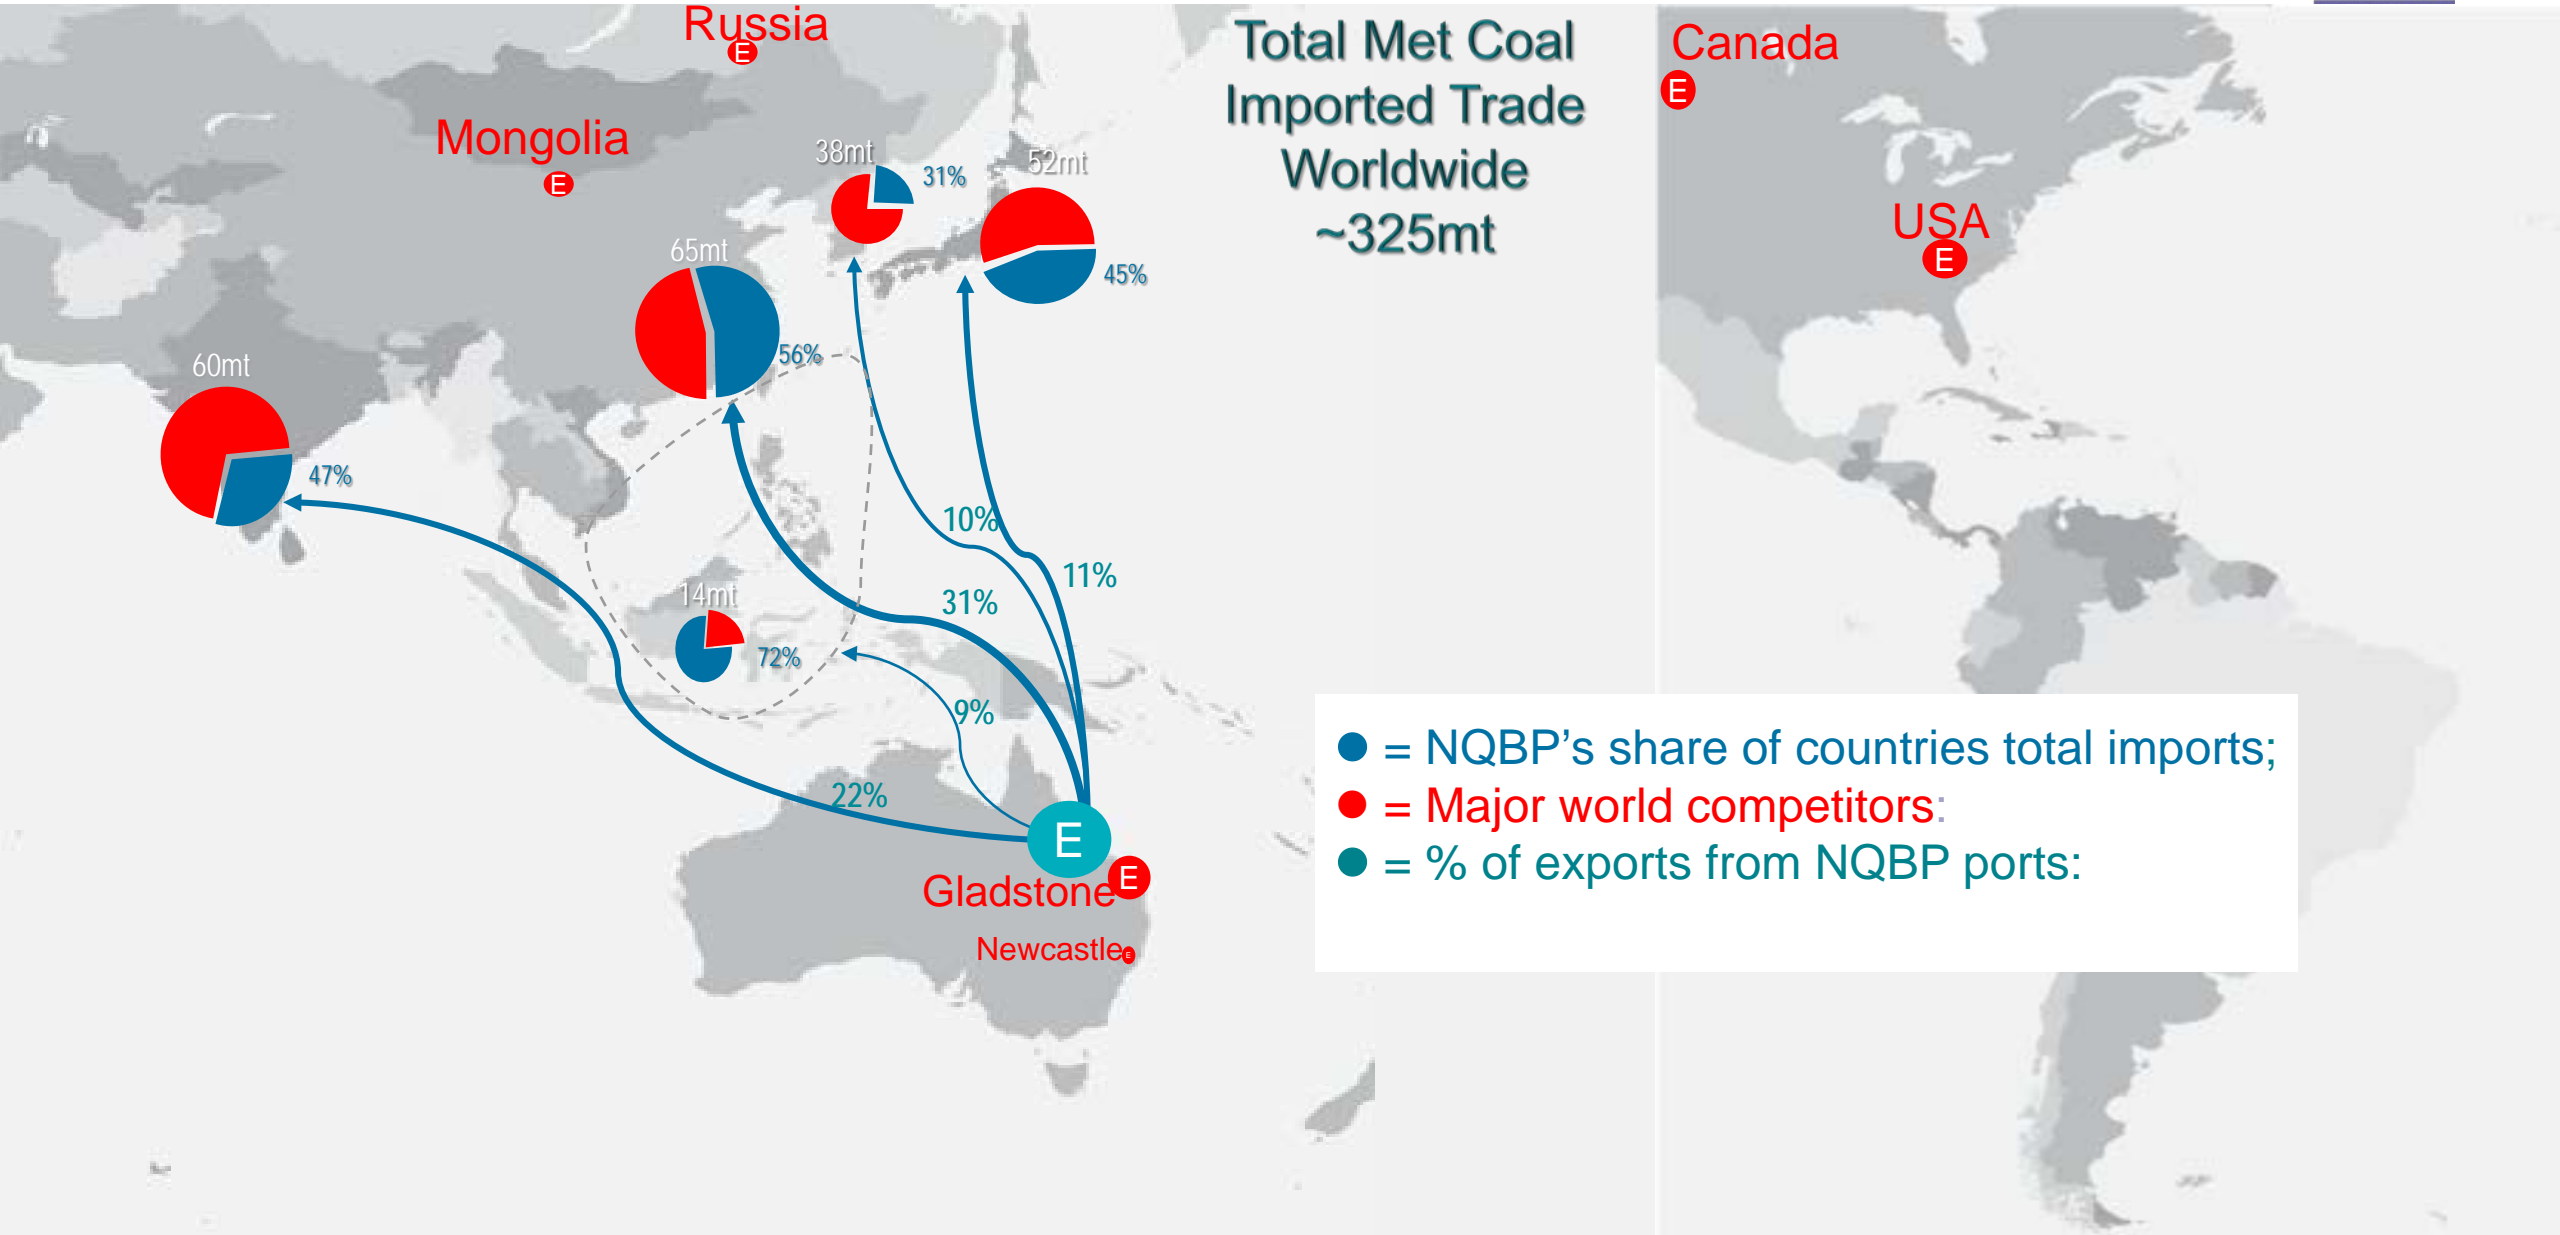 Russia
E
Total Met Coal
Imported Trade
Worldwide
~325mt
Canada
E
Mongolia
E
38mt
31%
52mt
45%
USA
E
65mt
56%
60mt
47%
10%
11%
31%
14mt
72%
9%
22%
E
Gladstone
E
Newcastle
E
= NQBP’s share of countries total imports;
= Major world competitors:
= % of exports from NQBP ports: